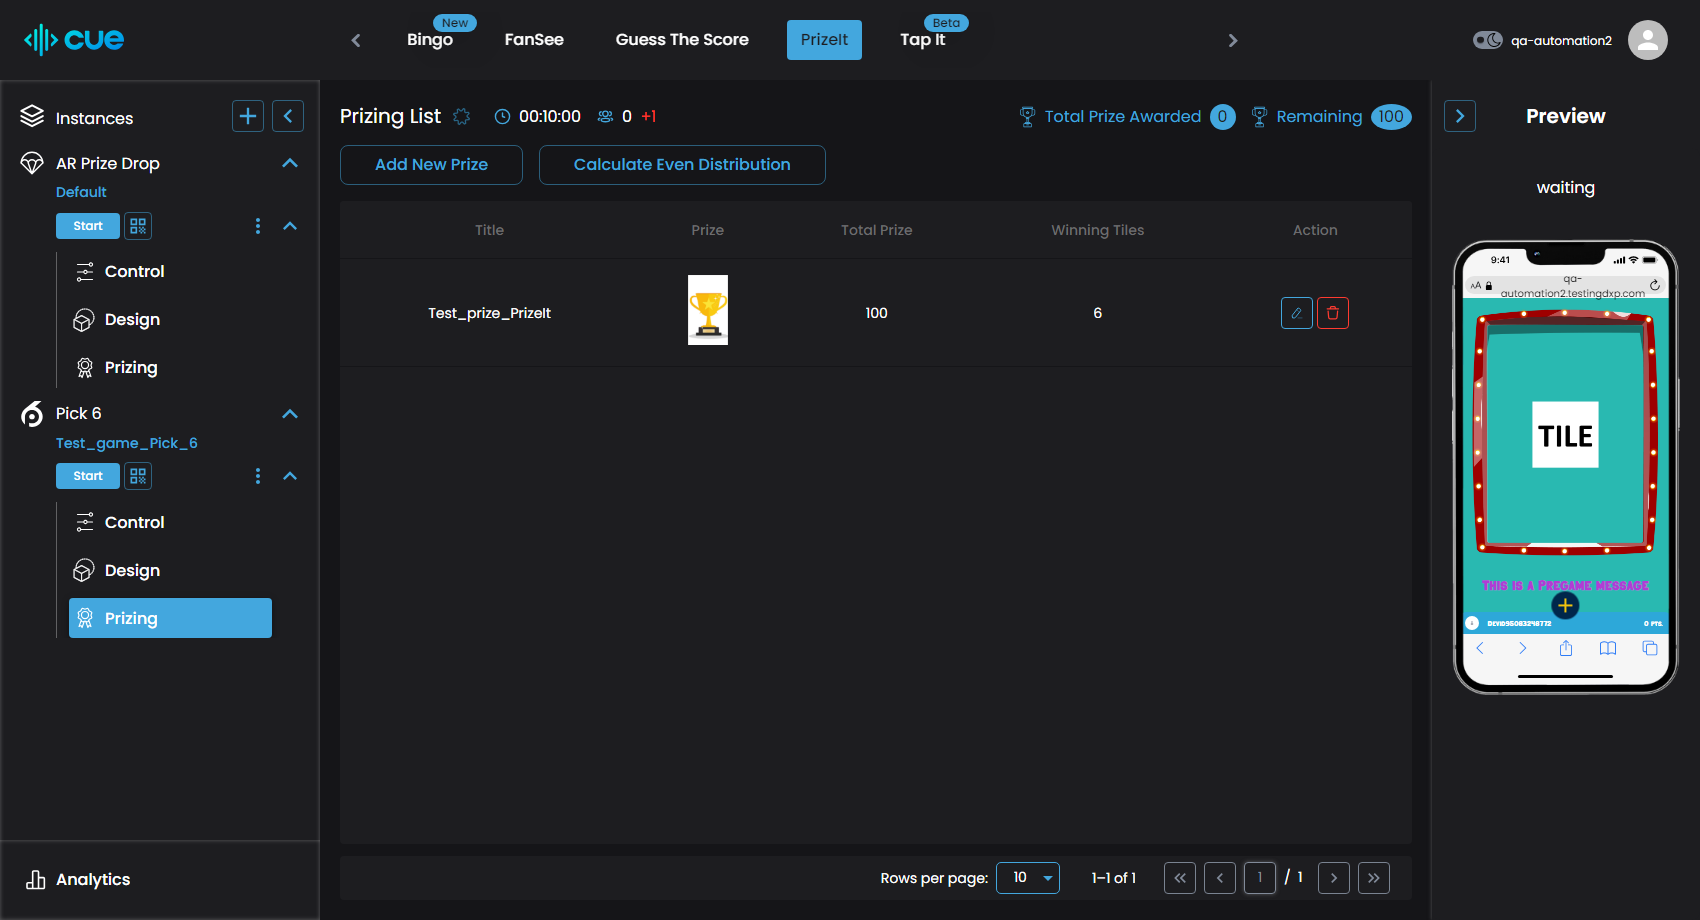 cue
New
Bingo
FanSee
Guess The Score
PrizeIt
Beta
Tap It
qa-automation2
Instances
AR Prize Drop
Default
Start
Control
Design
Prizing
Pick 6
Test_game_Pick_6
Start
Control
Design
Prizing
Analytics
Prizing List
00:10:00
0 +1
Total Prize Awarded 0
Remaining 100
Add New Prize
Calculate Even Distribution
Title Prize Total Prize Winning Tiles Action
Test_prize_PrizeIt 100 6
Rows per page: 10 1–1 of 1 1 / 1
Preview
waiting
9:41
AA
qa-
automation2.testingdxp.com
TILE
This is a Pregame message
0 PTS.